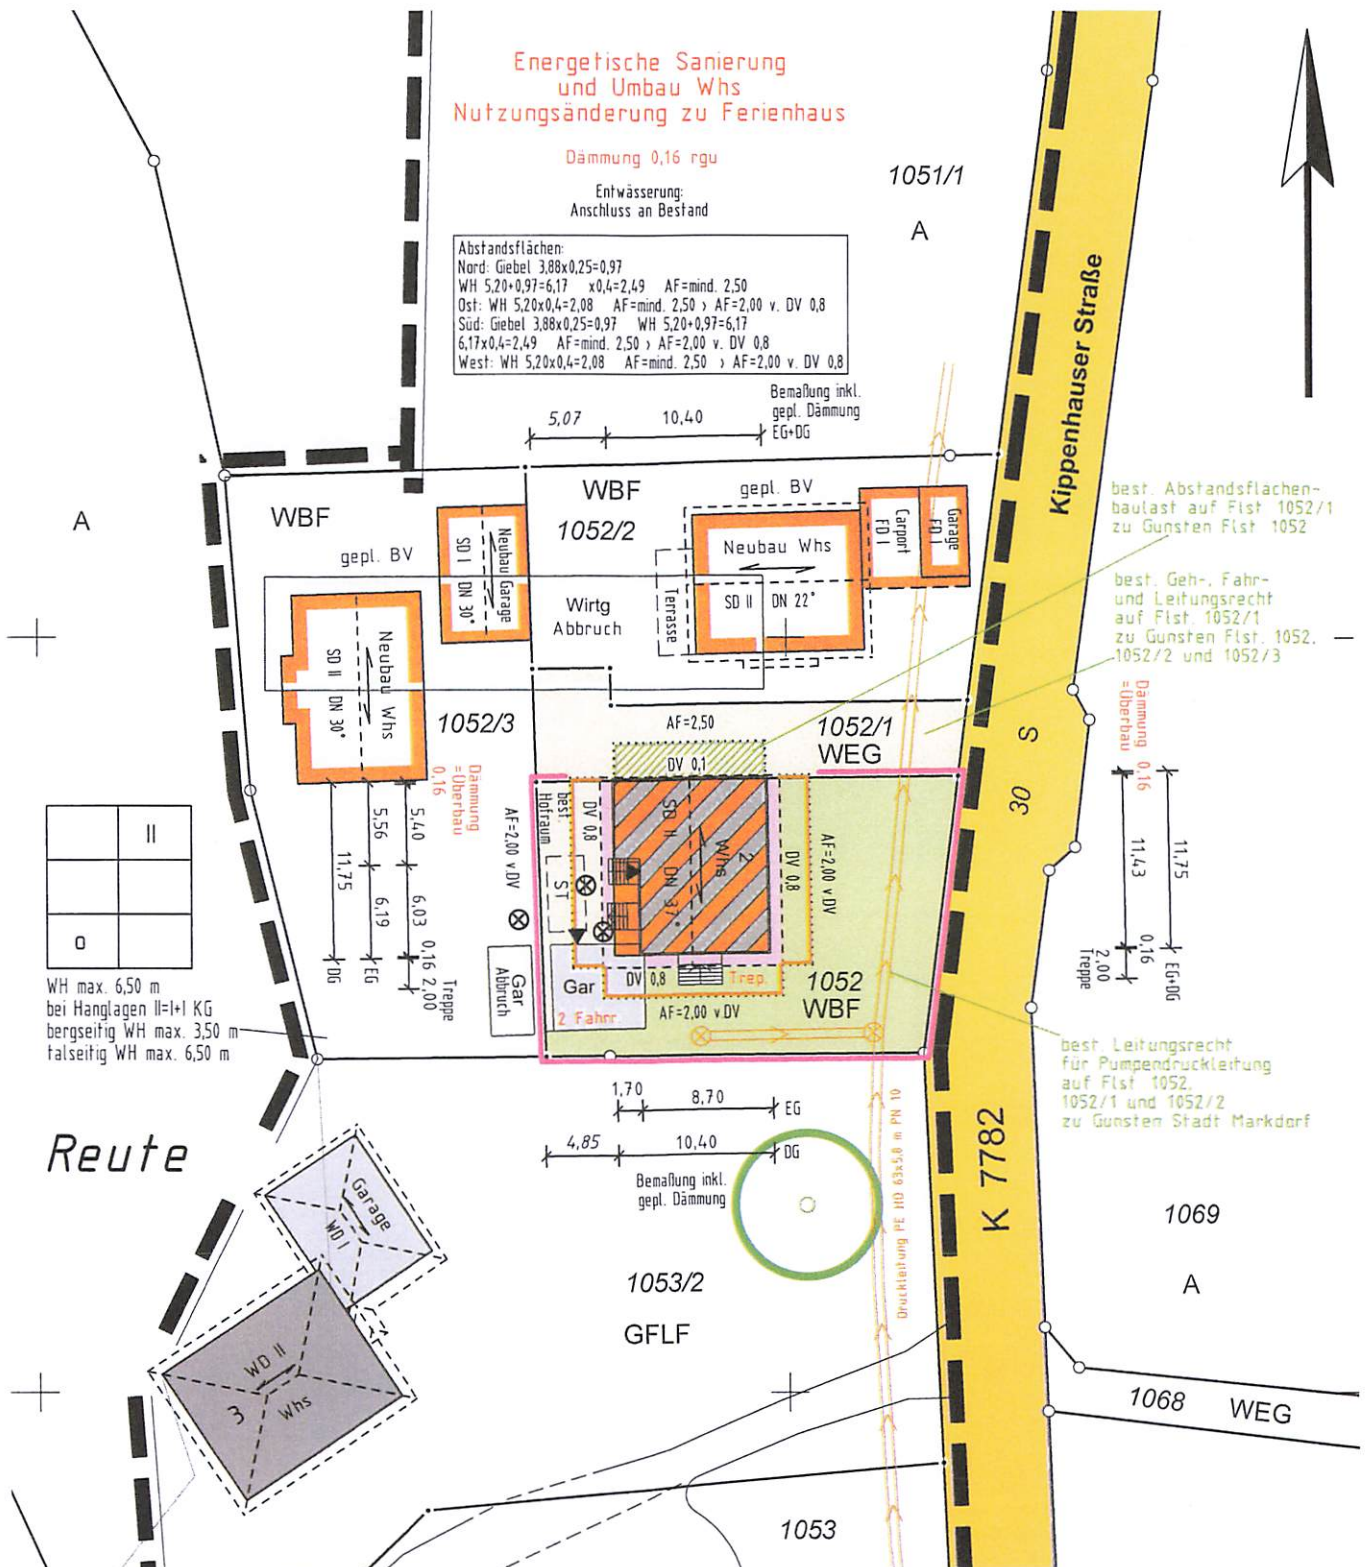 Energetische Sanierung
und Umbau Whs
Nutzungsänderung zu Ferienhaus
Dämmung 0,16 rgu
Entwässerung:
Anschluss an Bestand
Abstandsflächen:
Nord: Giebel 3,88x0,25=0,97
WH 5,20+0,97=6,17 x0,4=2,49 AF=mind. 2,50
Ost: WH 5,20x0,4=2,08 AF=mind. 2,50 > AF=2,00 v. DV 0,8
Süd: Giebel 3,88x0,25=0,97 WH 5,20+0,97=6,17
6,17x0,4=2,49 AF=mind. 2,50 > AF=2,00 v. DV 0,8
West: WH 5,20x0,4=2,08 AF=mind. 2,50 > AF=2,00 v. DV 0,8
1051/1
A
Kippenhauser Straße
Bemaßung inkl.
gepl. Dämmung
EG+DG
5,07
10,40
A
WBF
gepl. BV
Neubau Garage
SD I DN 30°
WBF
1052/2
gepl. BV
Neubau Whs
SD II DN 22°
Terrasse
Carport
FD I
Garage
FD I
Wirtg
Abbruch
best. Abstandsflächen-
baulast auf Flst 1052/1
zu Gunsten Flst 1052
best. Geh-, Fahr-
und Leitungsrecht
auf Flst. 1052/1
zu Gunsten Flst. 1052,
1052/2 und 1052/3
Neubau Whs
SD II DN 30°
1052/3
AF=2,50
1052/1
WEG
DV 0,1
Dämmung 0,16
=Überbau
S
30
Dämmung
=Überbau
0,16
AF=2,00 v.DV
best.
Hofraum
DV 0,8
ST
2
Whs
SD II DN 37°
DV 0,8
AF=2,00 v.DV
5,40
5,56
11,75
6,03
6,19
0,16
2,00
Treppe
EG
DG
11,75
11,43
0,16
2,00
Treppe
EG+DG
II
o
WH max. 6,50 m
bei Hanglagen II=I+I KG
bergseitig WH max. 3,50 m
talseitig WH max. 6,50 m
Gar
Abbruch
Gar
2 Fahrr.
DV 0,8
Trep.
AF=2,00 v.DV
1052
WBF
best. Leitungsrecht
für Pumpendruckleitung
auf Flst 1052,
1052/1 und 1052/2
zu Gunsten Stadt Markdorf
1,70
8,70
EG
4,85
10,40
DG
Bemaßung inkl.
gepl. Dämmung
Druckleitung PE HD 63x5,8 m PN 10
K 7782
Reute
Garage
WD I
WD II
Whs
3
1053/2
GFLF
1069
A
1068
WEG
1053